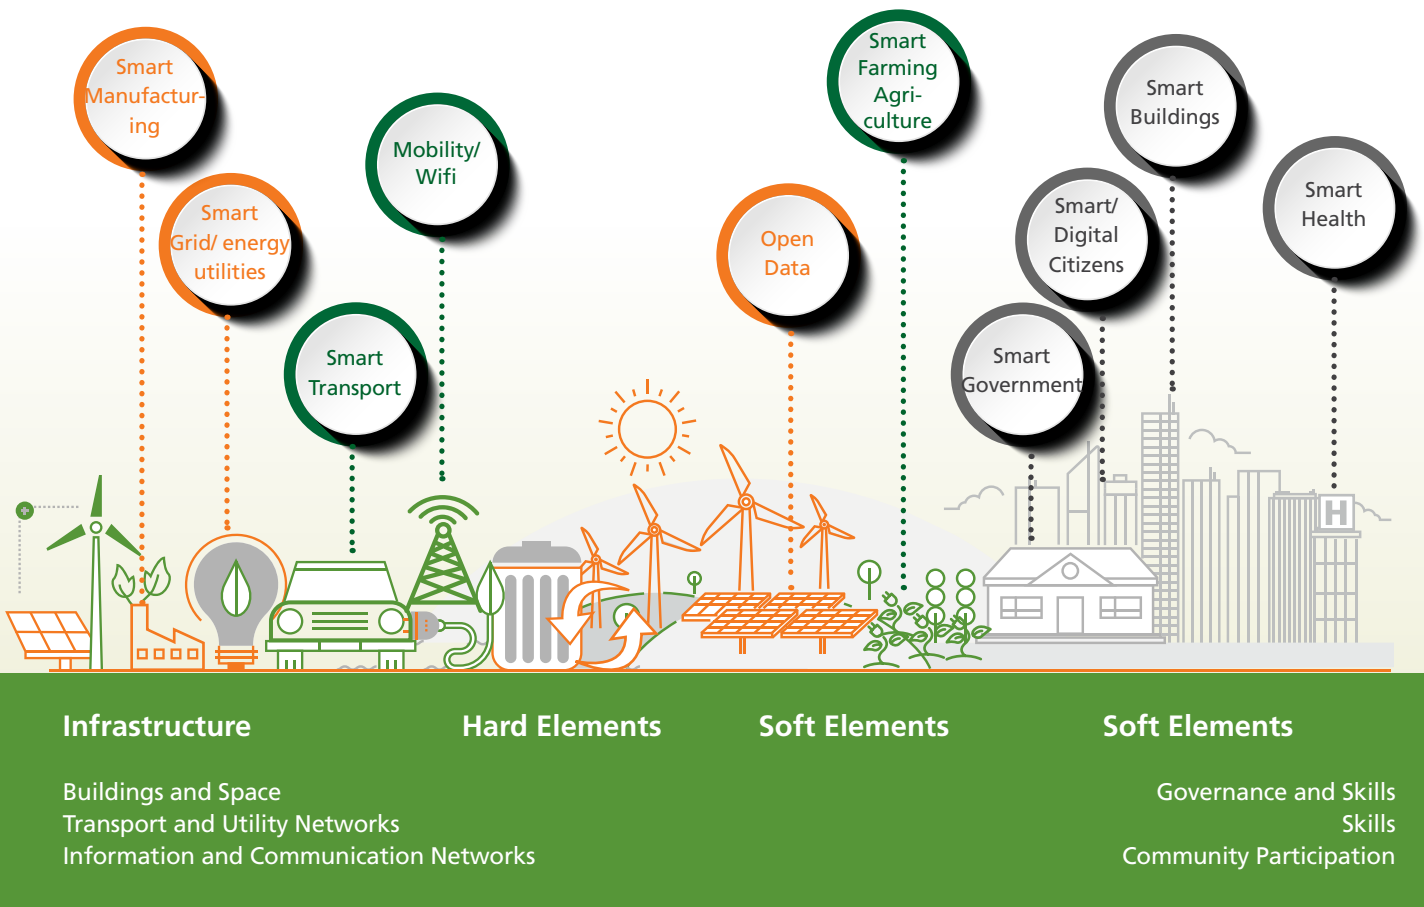 Smart
Manufactur-
ing
Smart
Grid/ energy
utilities
Smart
Transport
Mobility/
Wifi
Open
Data
Smart
Farming
Agri-
culture
Smart
Government
Smart/
Digital
Citizens
Smart
Buildings
Smart
Health
H
Infrastructure
Hard Elements
Soft Elements
Soft Elements
Buildings and Space
Transport and Utility Networks
Information and Communication Networks
Governance and Skills
Skills
Community Participation